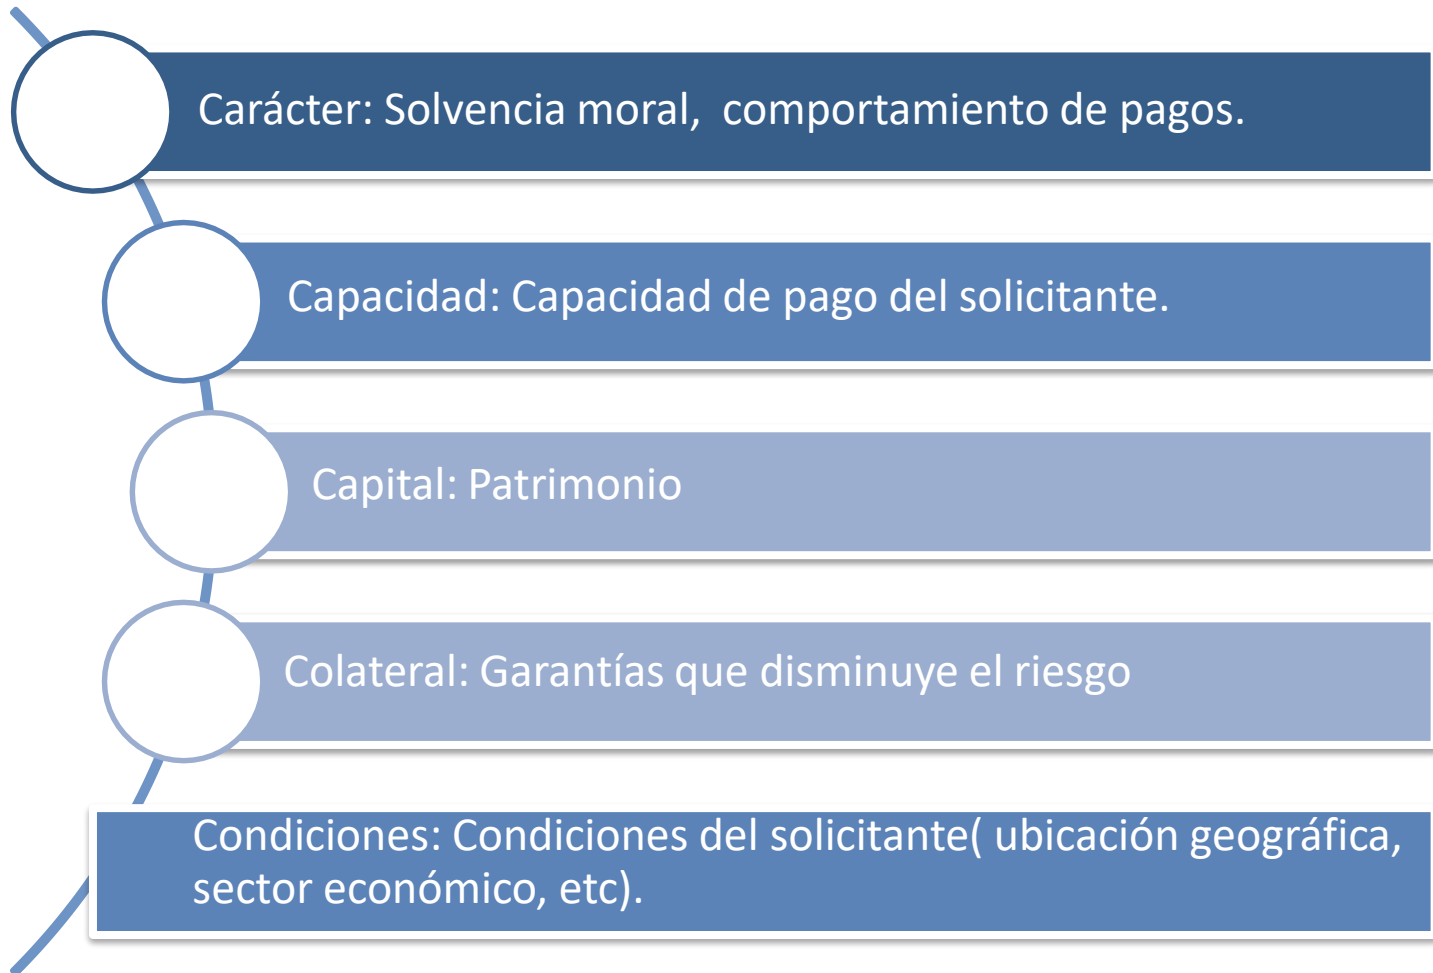 Carácter: Solvencia moral,  comportamiento de pagos.
Capacidad: Capacidad de pago del solicitante.
Capital: Patrimonio
Colateral: Garantías que disminuye el riesgo
Condiciones: Condiciones del solicitante( ubicación geográfica,
sector económico, etc).